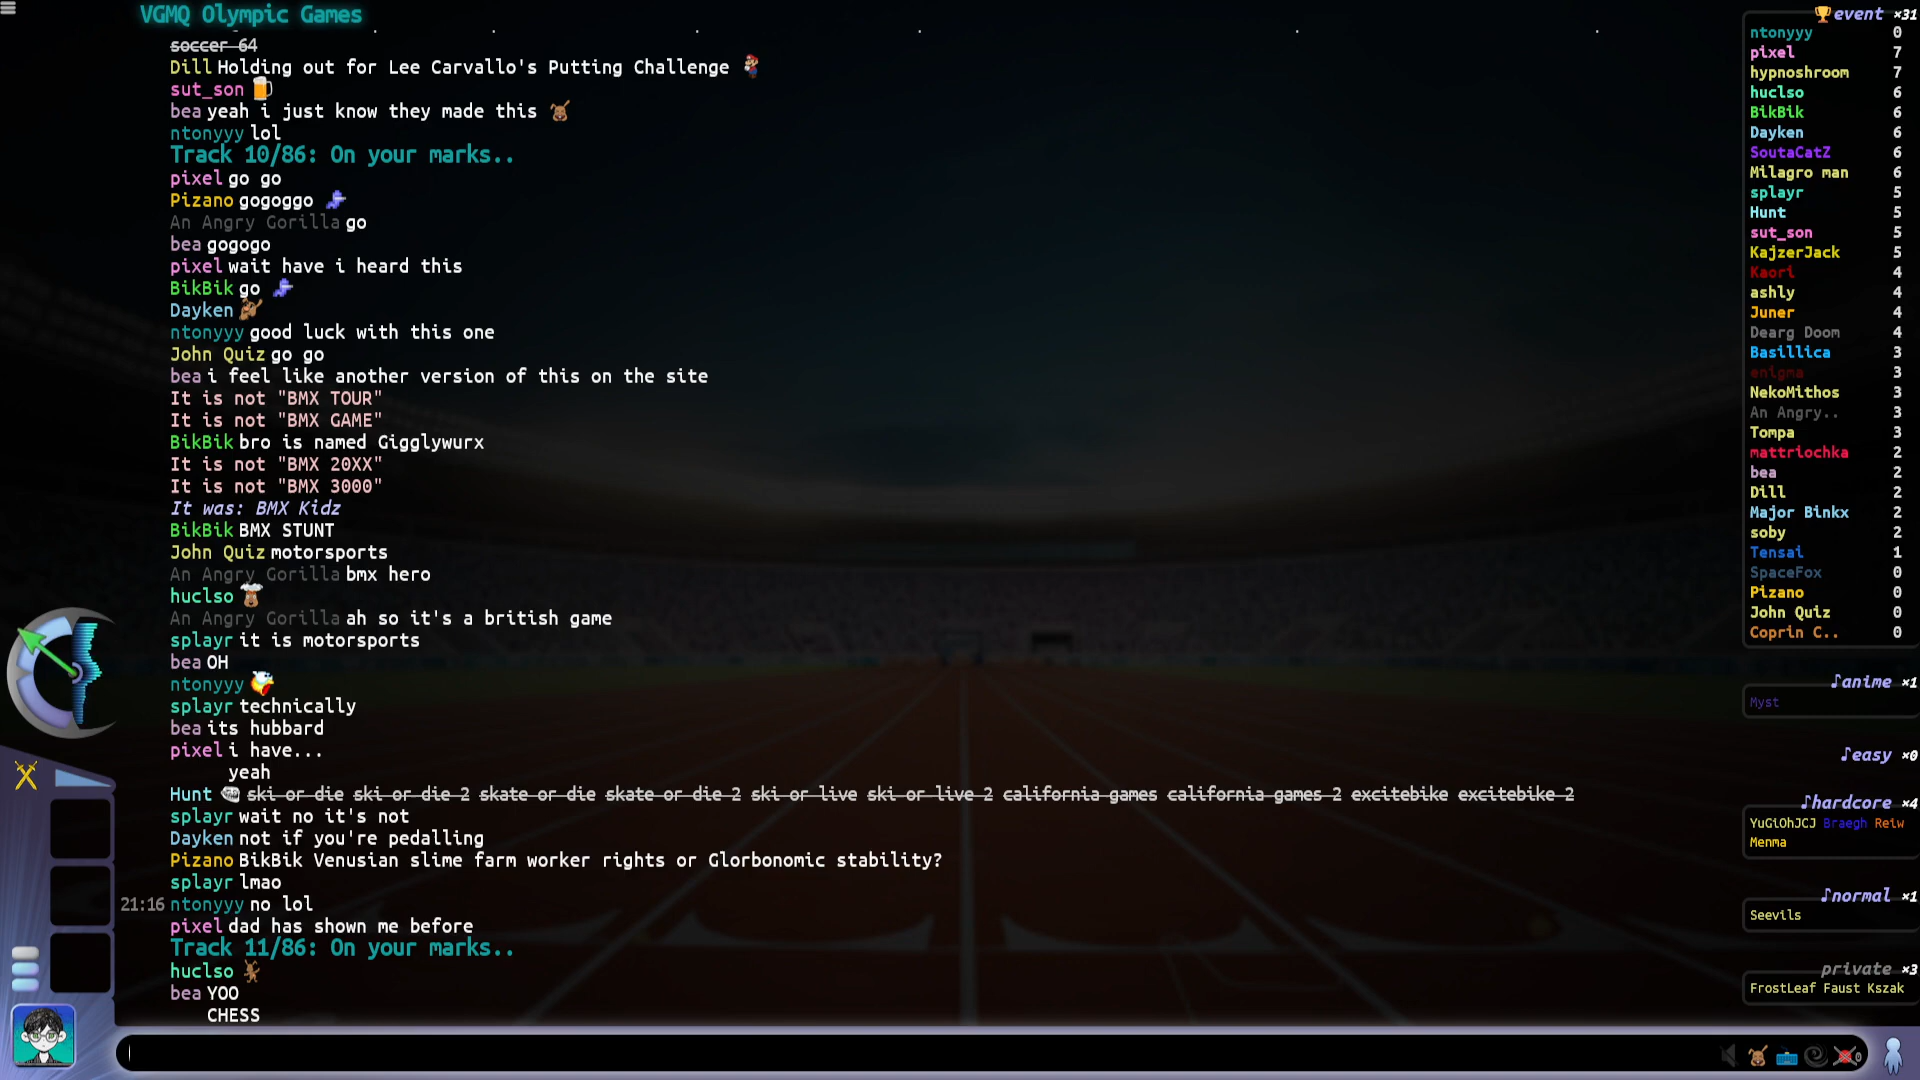 VGMQ Olympic Games
soccer 64
Dill Holding out for Lee Carvallo's Putting Challenge
sut_son
bea yeah i just know they made this
ntonyyy lol
Track 10/86: On your marks..
pixel go go
Pizano gogoggo
An Angry Gorilla go
bea gogogo
pixel wait have i heard this
BikBik go
Dayken
ntonyyy good luck with this one
John Quiz go go
bea i feel like another version of this on the site
It is not "BMX TOUR"
It is not "BMX GAME"
BikBik bro is named Gigglywurx
It is not "BMX 20XX"
It is not "BMX 3000"
It was: BMX Kidz
BikBik BMX STUNT
John Quiz motorsports
An Angry Gorilla bmx hero
huclso
An Angry Gorilla ah so it's a british game
splayr it is motorsports
bea OH
ntonyyy
splayr technically
bea its hubbard
pixel i have...
yeah
Hunt ski or die ski or die 2 skate or die skate or die 2 ski or live ski or live 2 california games california games 2 excitebike excitebike 2
splayr wait no it's not
Dayken not if you're pedalling
Pizano BikBik Venusian slime farm worker rights or Glorbonomic stability?
splayr lmao
21:16 ntonyyy no lol
pixel dad has shown me before
Track 11/86: On your marks..
huclso
bea YOO
CHESS
event ×31
ntonyyy 0
pixel 7
hypnoshroom 7
huclso 6
BikBik 6
Dayken 6
SoutaCatZ 6
Milagro man 6
splayr 5
Hunt 5
sut_son 5
KajzerJack 5
Kaori 4
ashly 4
Juner 4
Dearg Doom 4
Basillica 3
enigma 3
NekoMithos 3
An Angry.. 3
Tompa 3
mattriochka 2
bea 2
Dill 2
Major Binkx 2
soby 2
Tensai 1
SpaceFox 0
Pizano 0
John Quiz 0
Coprin C.. 0
♪anime ×1
Myst
♪easy ×0
♪hardcore ×4
YuGiOhJCJ Braegh Reiw
Menma
♪normal ×1
Seevils
private ×3
FrostLeaf Faust Kszak
0